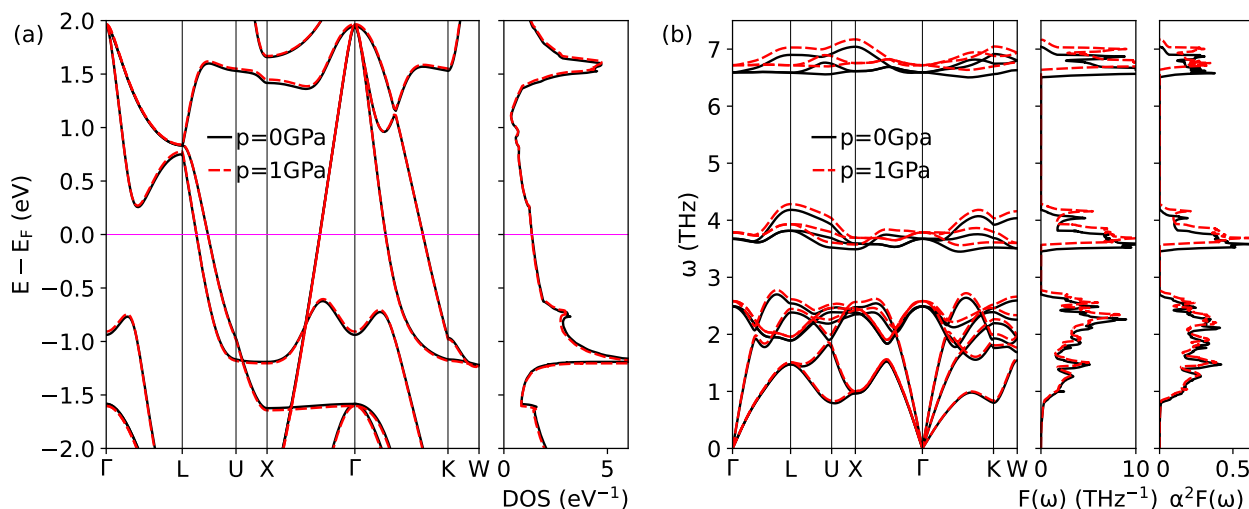 (a)
E − E_F (eV)
2.0
1.5
1.0
0.5
0.0
−0.5
−1.0
−1.5
−2.0
p=0GPa
p=1GPa
Γ L U X Γ K W
0 5
DOS (eV⁻¹)
(b)
ω (THz)
7
6
5
4
3
2
1
0
p=0Gpa
p=1GPa
Γ L U X Γ K W
0 10
F(ω) (THz⁻¹)
0 0.5
α²F(ω)